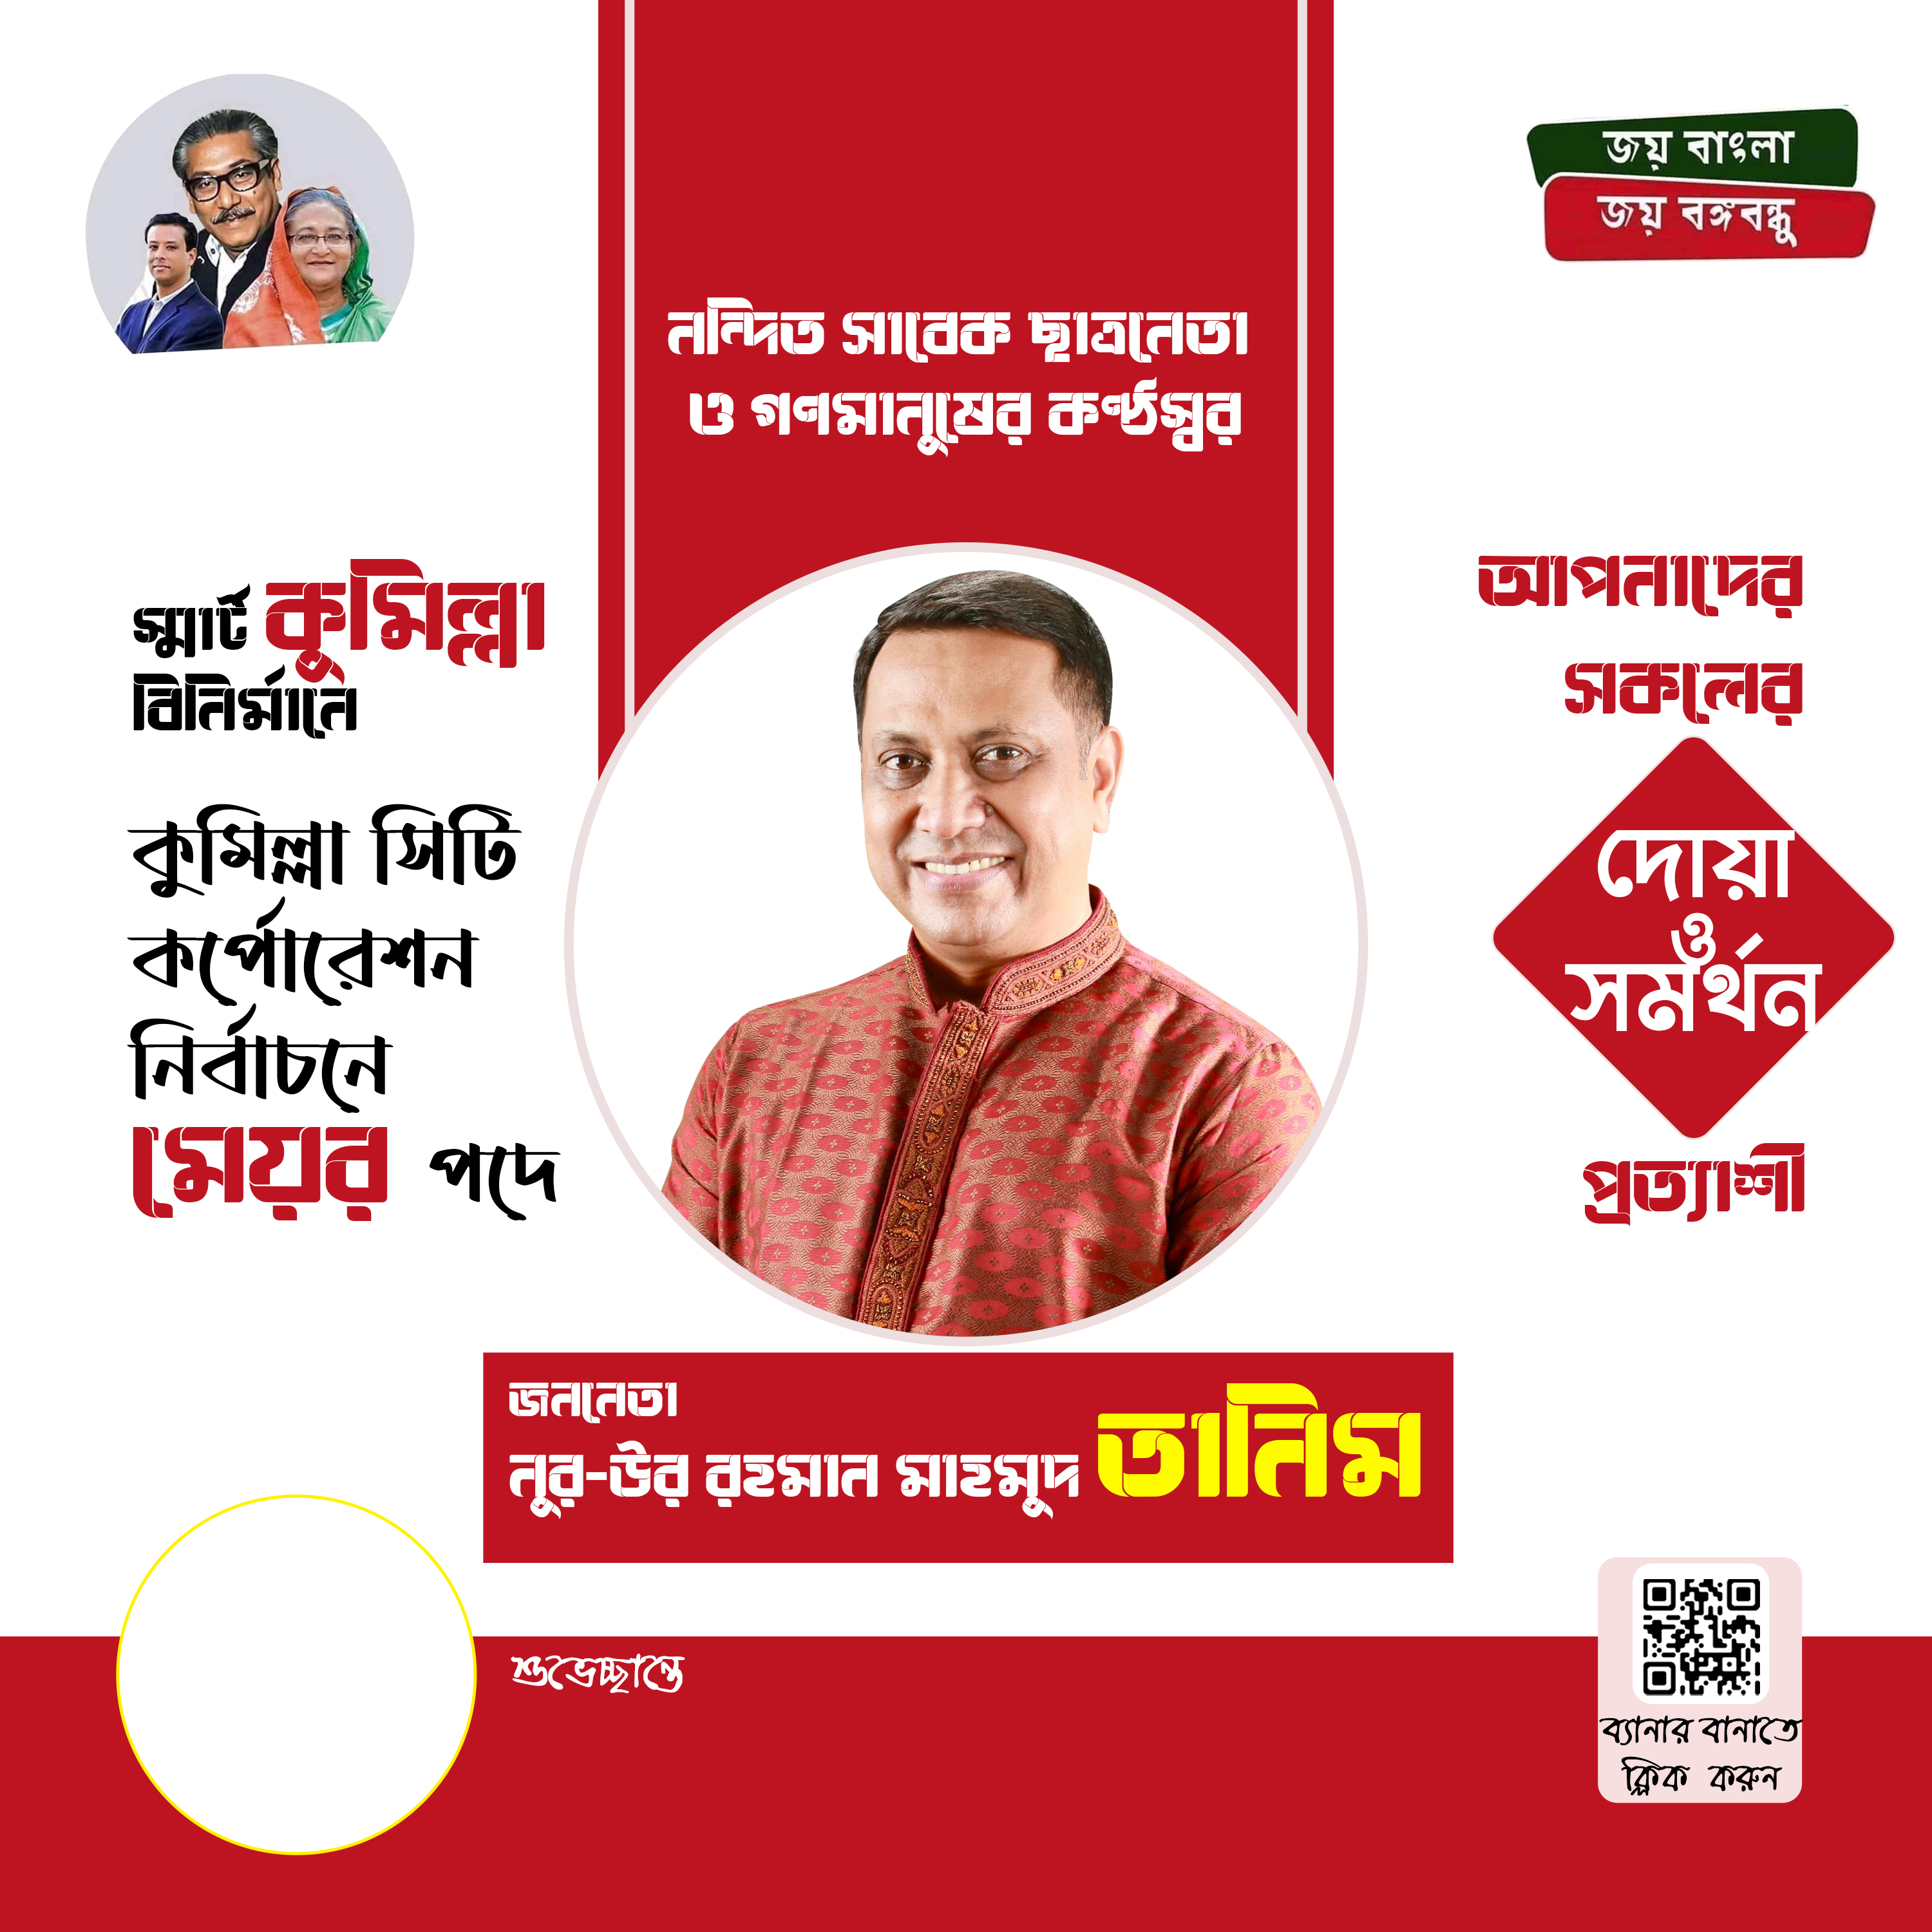 জয় বাংলা
জয় বঙ্গবন্ধু
নন্দিত সাবেক ছাত্রনেতা
ও গণমানুষের কণ্ঠস্বর
স্মার্ট কুমিল্লা
বিনির্মানে
কুমিল্লা সিটি
কর্পোরেশন
নির্বাচনে
মেয়র পদে
আপনাদের
সকলের
দোয়া
ও
সমর্থন
প্রত্যাশী
জননেতা
নুর-উর রহমান মাহমুদ তানিম
শুভেচ্ছান্তে
ব্যানার বানাতে
ক্লিক করুন